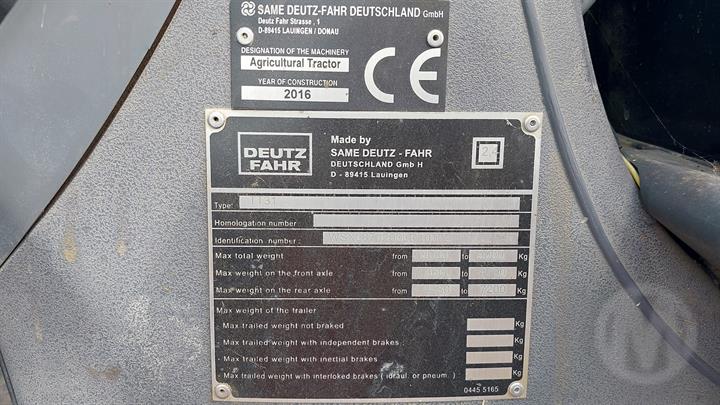 SAME DEUTZ-FAHR DEUTSCHLAND GmbH
Deutz Fahr Strasse , 1
D-89415 LAUINGEN / DONAU
DESIGNATION OF THE MACHINERY
Agricultural Tractor
YEAR OF CONSTRUCTION
2016
CE
DEUTZ
FAHR
Made by
SAME DEUTZ - FAHR
DEUTSCHLAND Gmb H
D - 89415 Lauingen
Type:
Homologation number
Identification number :
Max total weight from to Kg
Max weight on the front axle from to Kg
Max weight on the rear axle from to Kg
Max weight of the trailer
- Max trailed weight not braked Kg
- Max trailed weight with independent brakes Kg
- Max trailed weight with inertial brakes Kg
- Max trailed weight with interloked brakes ( idraul. or pneum. ) Kg
0445 5165